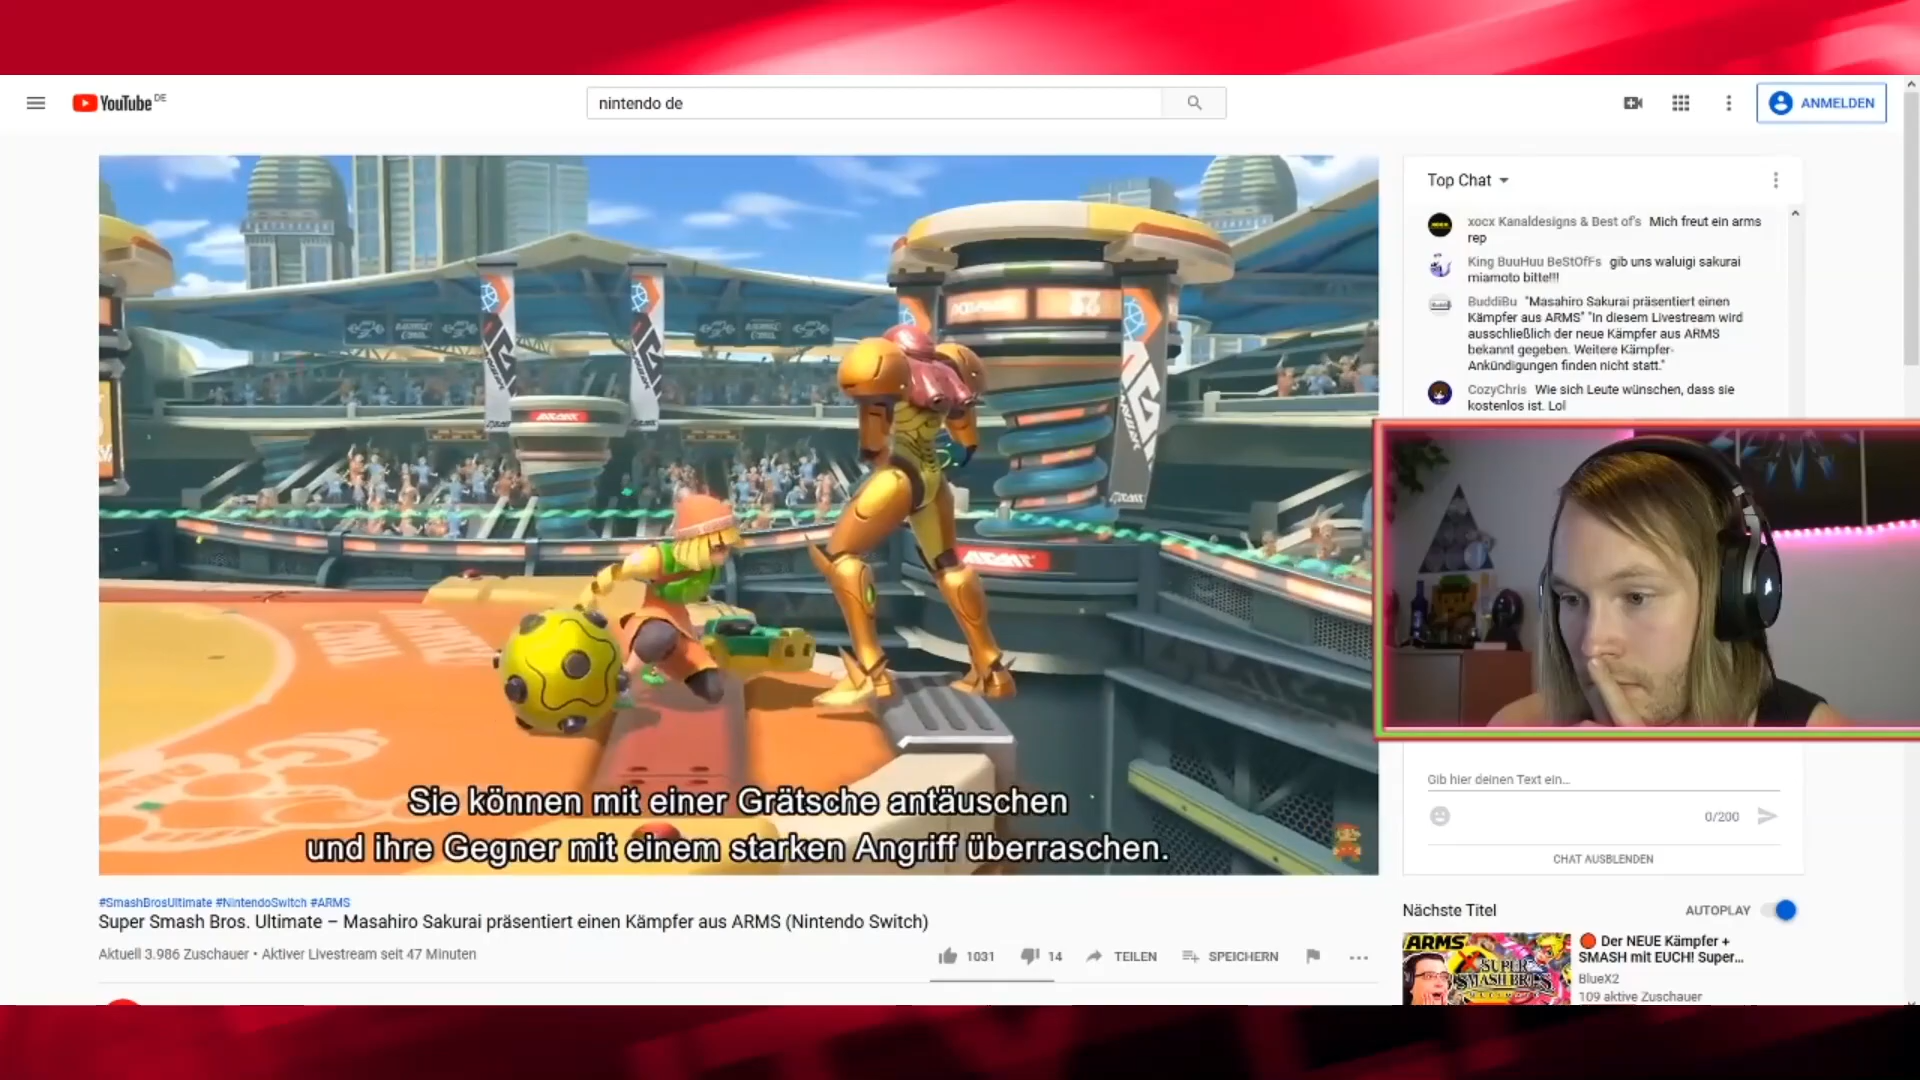 YouTube DE
nintendo de
ANMELDEN
Top Chat
xocx Kanaldesigns & Best of's Mich freut ein arms
rep
King BuuHuu BeStOfFs gib uns waluigi sakurai
miamoto bitte!!!
BuddiBu "Masahiro Sakurai präsentiert einen
Kämpfer aus ARMS" "In diesem Livestream wird
ausschließlich der neue Kämpfer aus ARMS
bekannt gegeben. Weitere Kämpfer-
Ankündigungen finden nicht statt."
CozyChris Wie sich Leute wünschen, dass sie
kostenlos ist. Lol
Sie können mit einer Grätsche antäuschen
und ihre Gegner mit einem starken Angriff überraschen.
Gib hier deinen Text ein...
0/200
CHAT AUSBLENDEN
#SmashBrosUltimate #NintendoSwitch #ARMS
Super Smash Bros. Ultimate – Masahiro Sakurai präsentiert einen Kämpfer aus ARMS (Nintendo Switch)
Aktuell 3.986 Zuschauer • Aktiver Livestream seit 47 Minuten
1031
14
TEILEN
SPEICHERN
Nächste Titel
AUTOPLAY
ARMS
SUPER
SMASH BROS
Der NEUE Kämpfer +
SMASH mit EUCH! Super...
BlueX2
109 aktive Zuschauer